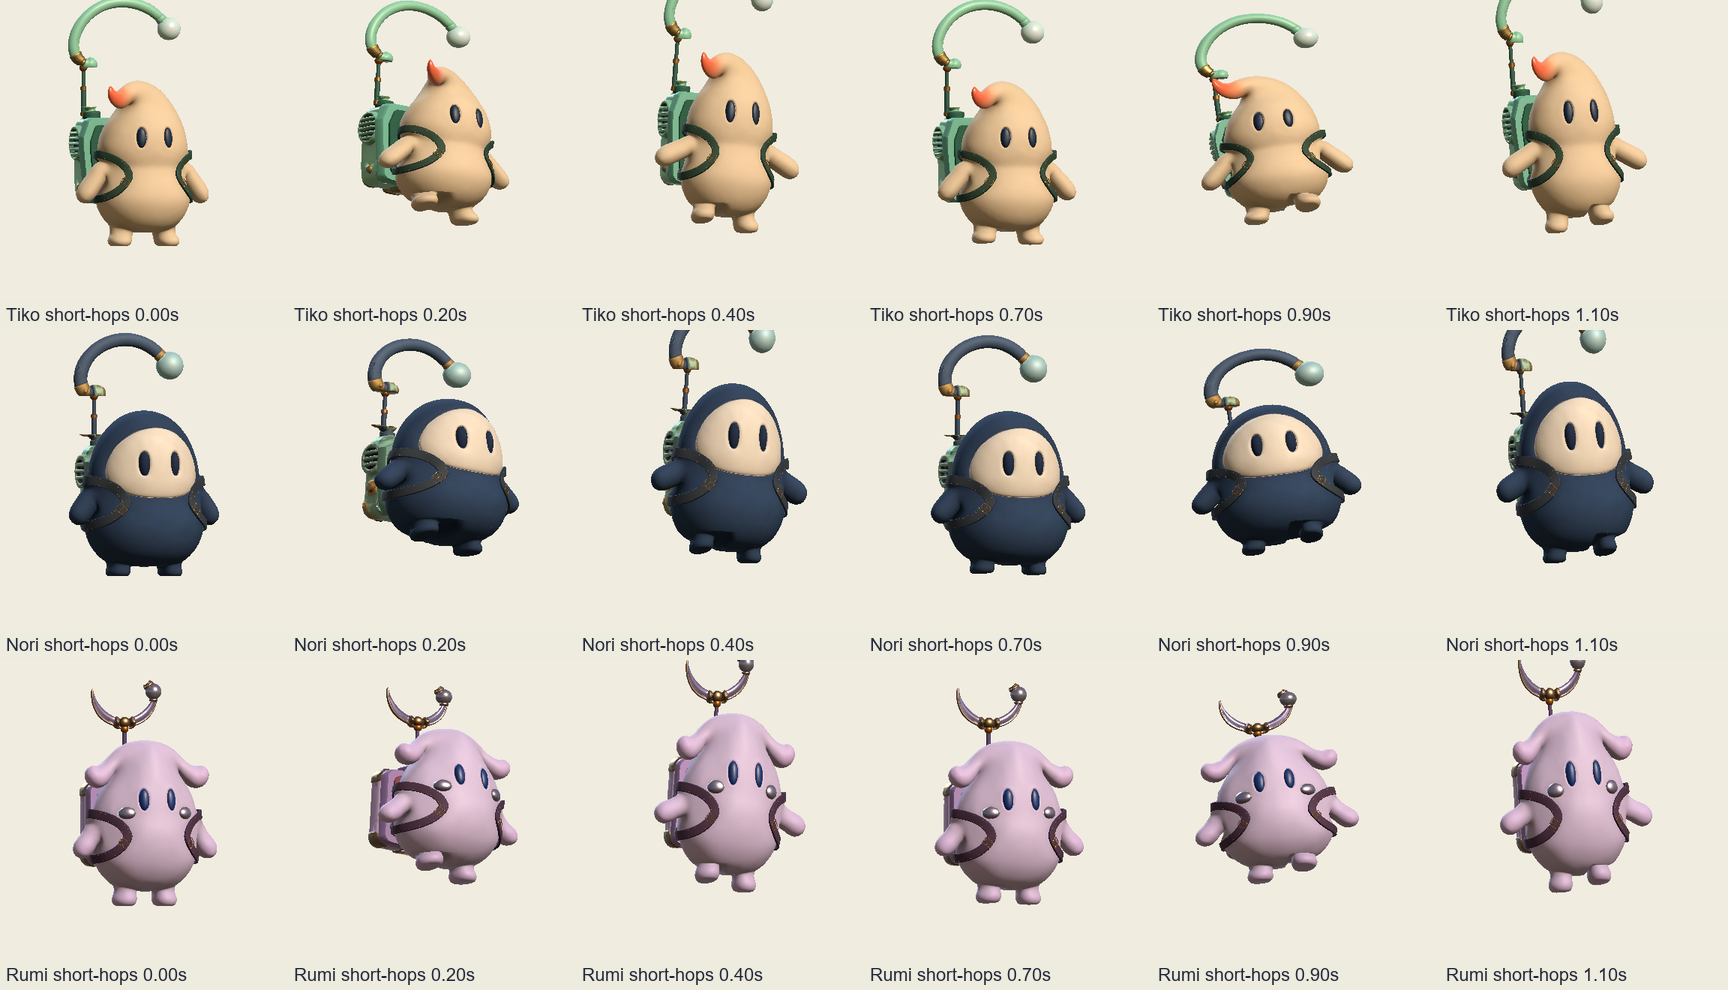 Tiko short-hops 0.00s
Tiko short-hops 0.20s
Tiko short-hops 0.40s
Tiko short-hops 0.70s
Tiko short-hops 0.90s
Tiko short-hops 1.10s
Nori short-hops 0.00s
Nori short-hops 0.20s
Nori short-hops 0.40s
Nori short-hops 0.70s
Nori short-hops 0.90s
Nori short-hops 1.10s
Rumi short-hops 0.00s
Rumi short-hops 0.20s
Rumi short-hops 0.40s
Rumi short-hops 0.70s
Rumi short-hops 0.90s
Rumi short-hops 1.10s